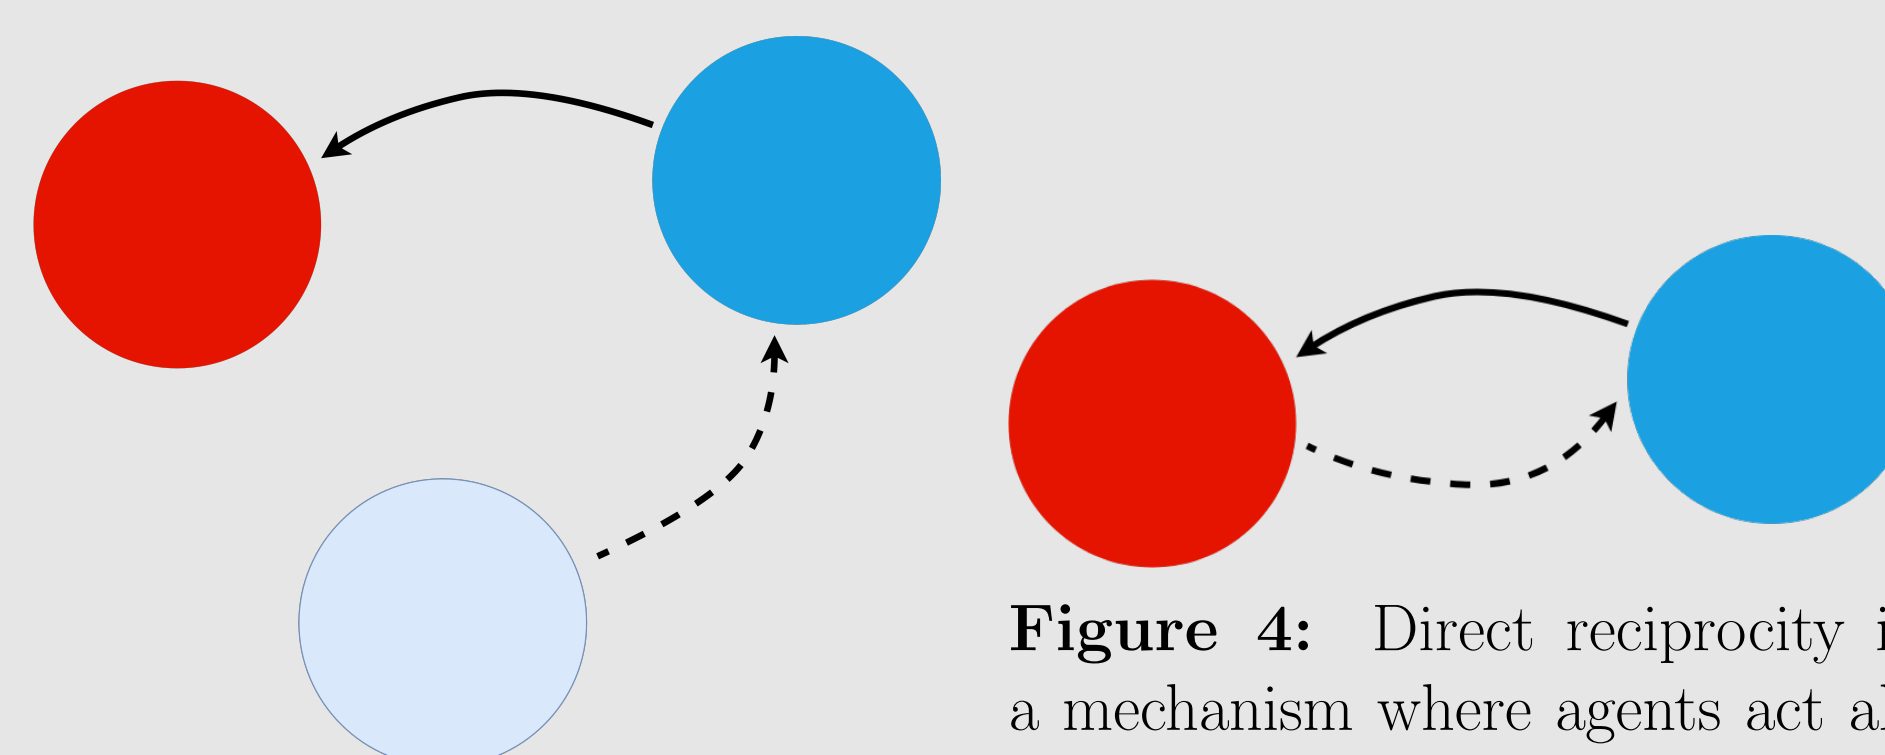 Figure 4: Direct reciprocity
a mechanism where agents act